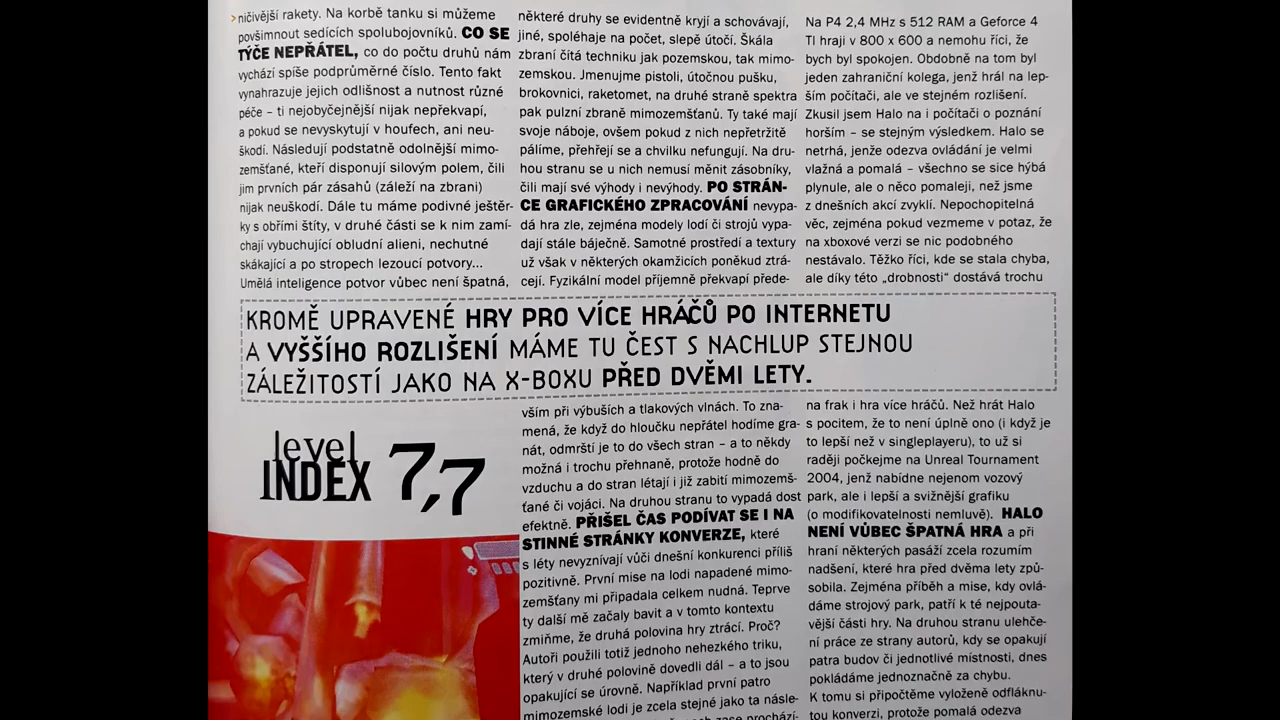 ničivější rakety. Na korbě tanku si můžeme
povšimnout sedících spolubojovníků. CO SE
TÝČE NEPŘÁTEL, co do počtu druhů nám
vychází spíše podprůměrné číslo. Tento fakt
vynahrazuje jejich odlišnost a nutnost různé
péče – ti nejobyčejnější nijak nepřekvapí,
a pokud se nevyskytují v houfech, ani neu-
škodí. Následují podstatně odolnější mimo-
zemšťané, kteří disponují silovým polem, čili
jim prvních pár zásahů (záleží na zbrani)
nijak neuškodí. Dále tu máme podivné ještěr-
ky s obřími štíty, v druhé části se k nim zamí-
chají vybuchující obludní alieni, nechutné
skákající a po stropech lezoucí potvory...
Umělá inteligence potvor vůbec není špatná,
některé druhy se evidentně kryjí a schovávají,
jiné, spoléhaje na počet, slepě útočí. Škála
zbraní čítá techniku jak pozemskou, tak mimo-
zemskou. Jmenujme pistoli, útočnou pušku,
brokovnici, raketomet, na druhé straně spektra
pak pulzní zbraně mimozemšťanů. Ty také mají
svoje náboje, ovšem pokud z nich nepřetržitě
pálíme, přehřejí se a chvilku nefungují. Na dru-
hou stranu se u nich nemusí měnit zásobníky,
čili mají své výhody i nevýhody. PO STRÁN-
CE GRAFICKÉHO ZPRACOVÁNÍ nevypa-
dá hra zle, zejména modely lodí či strojů vypa-
dají stále báječně. Samotné prostředí a textury
už však v některých okamžicích poněkud ztrá-
cejí. Fyzikální model příjemně překvapí přede-
Na P4 2,4 MHz s 512 RAM a Geforce 4
TI hraji v 800 x 600 a nemohu říci, že
bych byl spokojen. Obdobně na tom byl
jeden zahraniční kolega, jenž hrál na lep-
ším počítači, ale ve stejném rozlišení.
Zkusil jsem Halo na i počítači o poznání
horším – se stejným výsledkem. Halo se
netrhá, jenže odezva ovládání je velmi
vlažná a pomalá – všechno se sice hýbá
plynule, ale o něco pomaleji, než jsme
z dnešních akcí zvyklí. Nepochopitelná
věc, zejména pokud vezmeme v potaz, že
na xboxové verzi se nic podobného
nestávalo. Těžko říci, kde se stala chyba,
ale díky této „drobnosti" dostává trochu
KROMĚ UPRAVENÉ HRY PRO VÍCE HRÁČŮ PO INTERNETU
A VYŠŠÍHO ROZLIŠENÍ MÁME TU ČEST S NACHLUP STEJNOU
ZÁLEŽITOSTÍ JAKO NA X-BOXU PŘED DVĚMI LETY.
level
INDEX 7,7
vším při výbuších a tlakových vlnách. To zna-
mená, že když do hloučku nepřátel hodíme gra-
nát, odmrští je to do všech stran – a to někdy
možná i trochu přehnaně, protože hodně do
vzduchu a do stran létají i již zabití mimozemš-
ťané či vojáci. Na druhou stranu to vypadá dost
efektně. PŘIŠEL ČAS PODÍVAT SE I NA
STINNÉ STRÁNKY KONVERZE, které
s léty nevyznívají vůči dnešní konkurenci příliš
pozitivně. První mise na lodi napadené mimo-
zemšťany mi připadala celkem nudná. Teprve
ty další mě začaly bavit a v tomto kontextu
zmiňme, že druhá polovina hry ztrácí. Proč?
Autoři použili totiž jednoho nehezkého triku,
který v druhé polovině dovedli dál – a to jsou
opakující se úrovně. Například první patro
mimozemské lodi je zcela stejné jako ta násle-
zase prochází-
na frak i hra více hráčů. Než hrát Halo
s pocitem, že to není úplně ono (i když je
to lepší než v singleplayeru), to už si
raději počkejme na Unreal Tournament
2004, jenž nabídne nejenom vozový
park, ale i lepší a svižnější grafiku
(o modifikovatelnosti nemluvě). HALO
NENÍ VŮBEC ŠPATNÁ HRA a při
hraní některých pasáží zcela rozumím
nadšení, které hra před dvěma lety způ-
sobila. Zejména příběh a mise, kdy ovlá-
dáme strojový park, patří k té nejpouta-
vější části hry. Na druhou stranu ulehče-
ní práce ze strany autorů, kdy se opakují
patra budov či jednotlivé místnosti, dnes
pokládáme jednoznačně za chybu.
K tomu si připočtěme vyloženě odfláknu-
tou konverzi, protože pomalá odezva